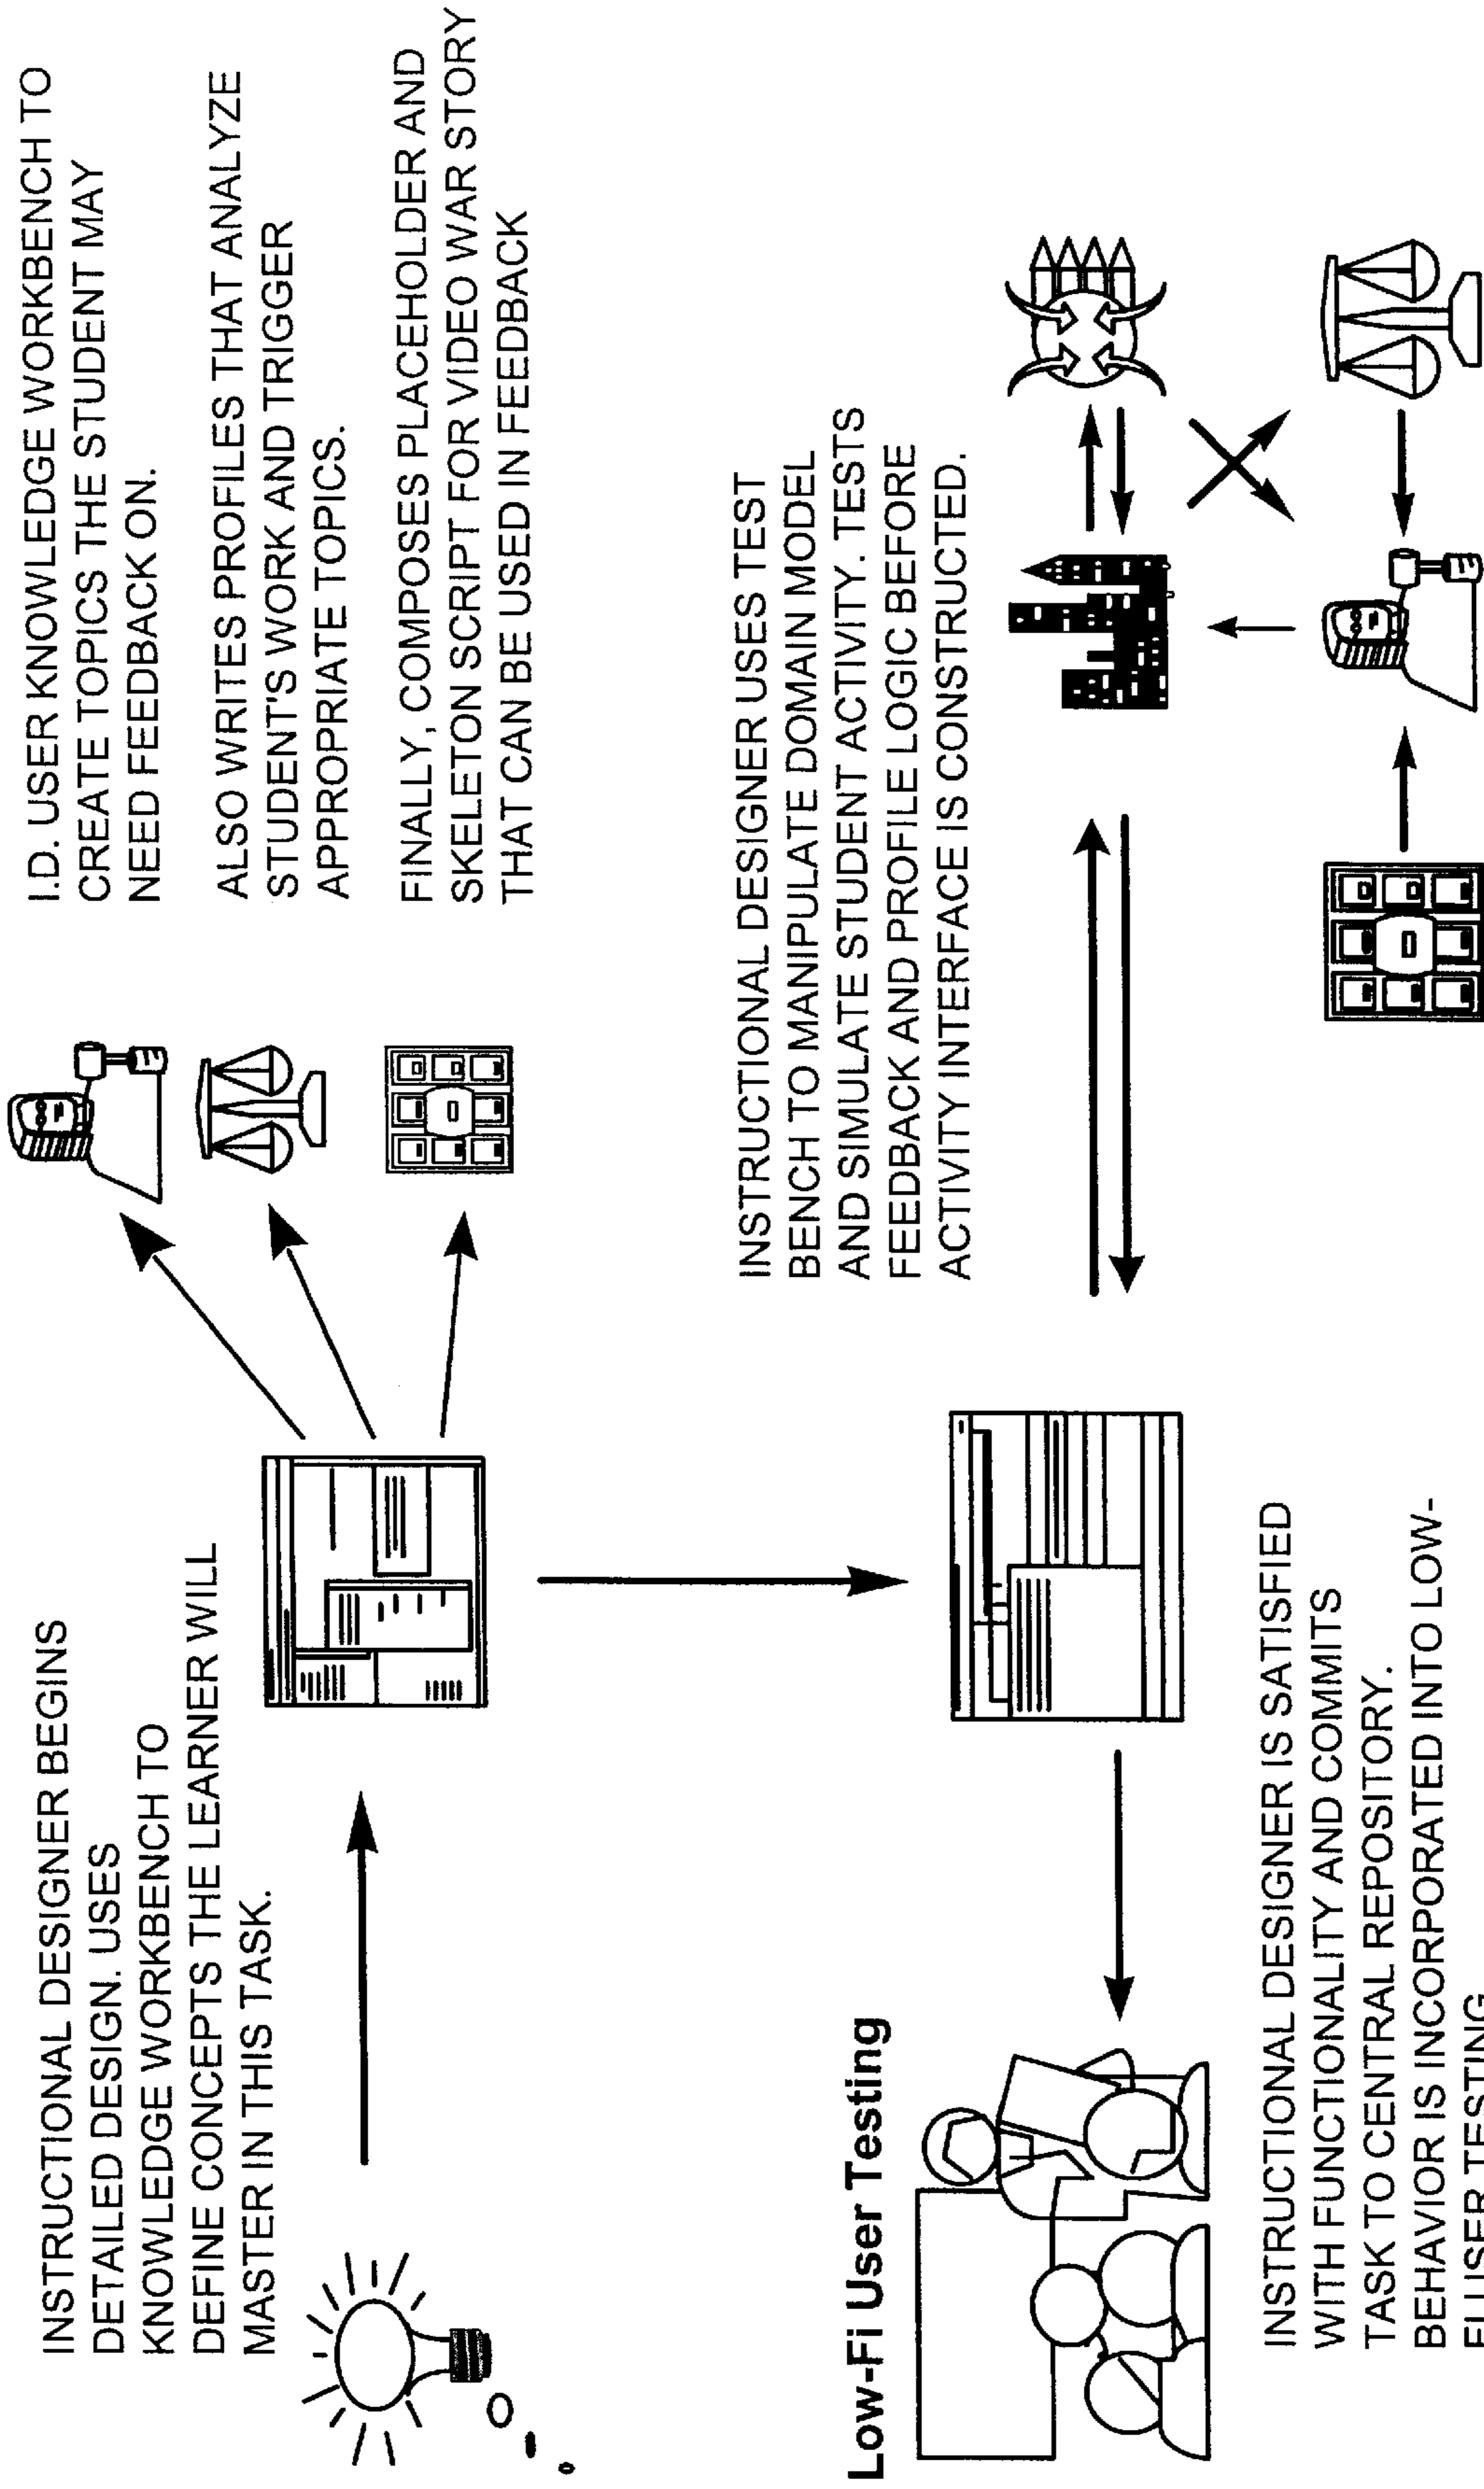 INSTRUCTIONAL DESIGNER BEGINS
DETAILED DESIGN. USES
KNOWLEDGE WORKBENCH TO
DEFINE CONCEPTS THE LEARNER WILL
MASTER IN THIS TASK.
I.D. USER KNOWLEDGE WORKBENCH TO
CREATE TOPICS THE STUDENT MAY
NEED FEEDBACK ON.
ALSO WRITES PROFILES THAT ANALYZE
STUDENT'S WORK AND TRIGGER
APPROPRIATE TOPICS.
FINALLY, COMPOSES PLACEHOLDER AND
SKELETON SCRIPT FOR VIDEO WAR STORY
THAT CAN BE USED IN FEEDBACK
INSTRUCTIONAL DESIGNER USES TEST
BENCH TO MANIPULATE DOMAIN MODEL
AND SIMULATE STUDENT ACTIVITY. TESTS
FEEDBACK AND PROFILE LOGIC BEFORE
ACTIVITY INTERFACE IS CONSTRUCTED.
Low-Fi User Testing
INSTRUCTIONAL DESIGNER IS SATISFIED
WITH FUNCTIONALITY AND COMMITS
TASK TO CENTRAL REPOSITORY.
BEHAVIOR IS INCORPORATED INTO LOW-
FI USER TESTING